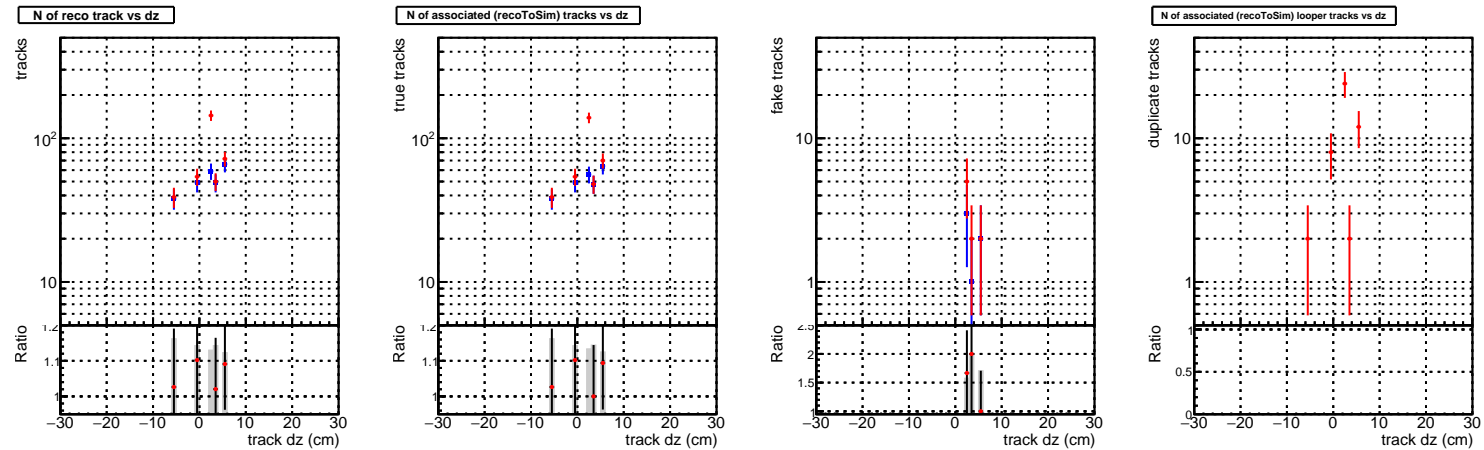 N of reco track vs dz
tracks
10²
10
Ratio
1.2
1.1
1
−30 −20 −10 0 10 20 30
track dz (cm)
N of associated (recoToSim) tracks vs dz
true tracks
10²
10
Ratio
1.2
1.1
1
−30 −20 −10 0 10 20 30
track dz (cm)
fake tracks
10
1
Ratio
2.5
2
1.5
1
−30 −20 −10 0 10 20 30
track dz (cm)
N of associated (recoToSim) looper tracks vs dz
duplicate tracks
10
1
Ratio
1
0.5
0
−30 −20 −10 0 10 20 30
track dz (cm)